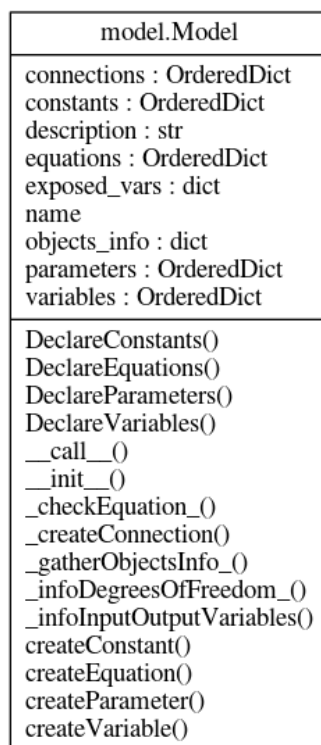 model.Model
connections : OrderedDict
constants : OrderedDict
description : str
equations : OrderedDict
exposed_vars : dict
name
objects_info : dict
parameters : OrderedDict
variables : OrderedDict
DeclareConstants()
DeclareEquations()
DeclareParameters()
DeclareVariables()
__call__()
__init__()
_checkEquation_()
_createConnection()
_gatherObjectsInfo_()
_infoDegreesOfFreedom_()
_infoInputOutputVariables()
createConstant()
createEquation()
createParameter()
createVariable()